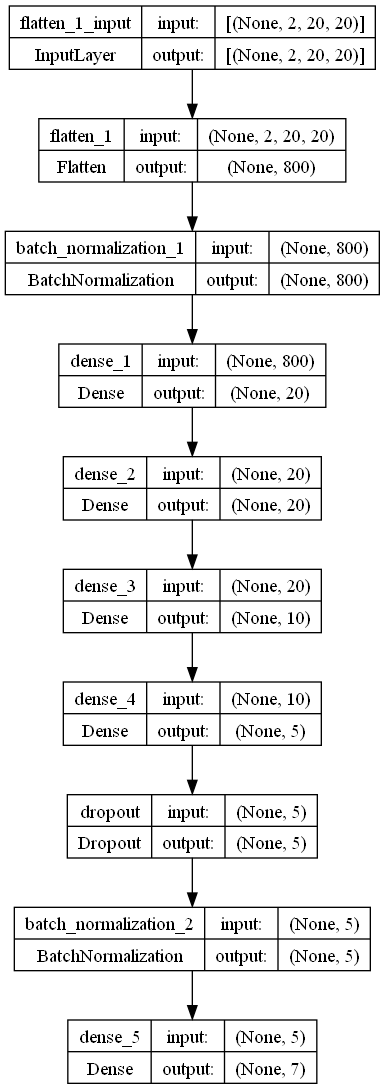 flatten_1_input input: [(None, 2, 20, 20)]
InputLayer output: [(None, 2, 20, 20)]
flatten_1 input: (None, 2, 20, 20)
Flatten output: (None, 800)
batch_normalization_1 input: (None, 800)
BatchNormalization output: (None, 800)
dense_1 input: (None, 800)
Dense output: (None, 20)
dense_2 input: (None, 20)
Dense output: (None, 20)
dense_3 input: (None, 20)
Dense output: (None, 10)
dense_4 input: (None, 10)
Dense output: (None, 5)
dropout input: (None, 5)
Dropout output: (None, 5)
batch_normalization_2 input: (None, 5)
BatchNormalization output: (None, 5)
dense_5 input: (None, 5)
Dense output: (None, 7)